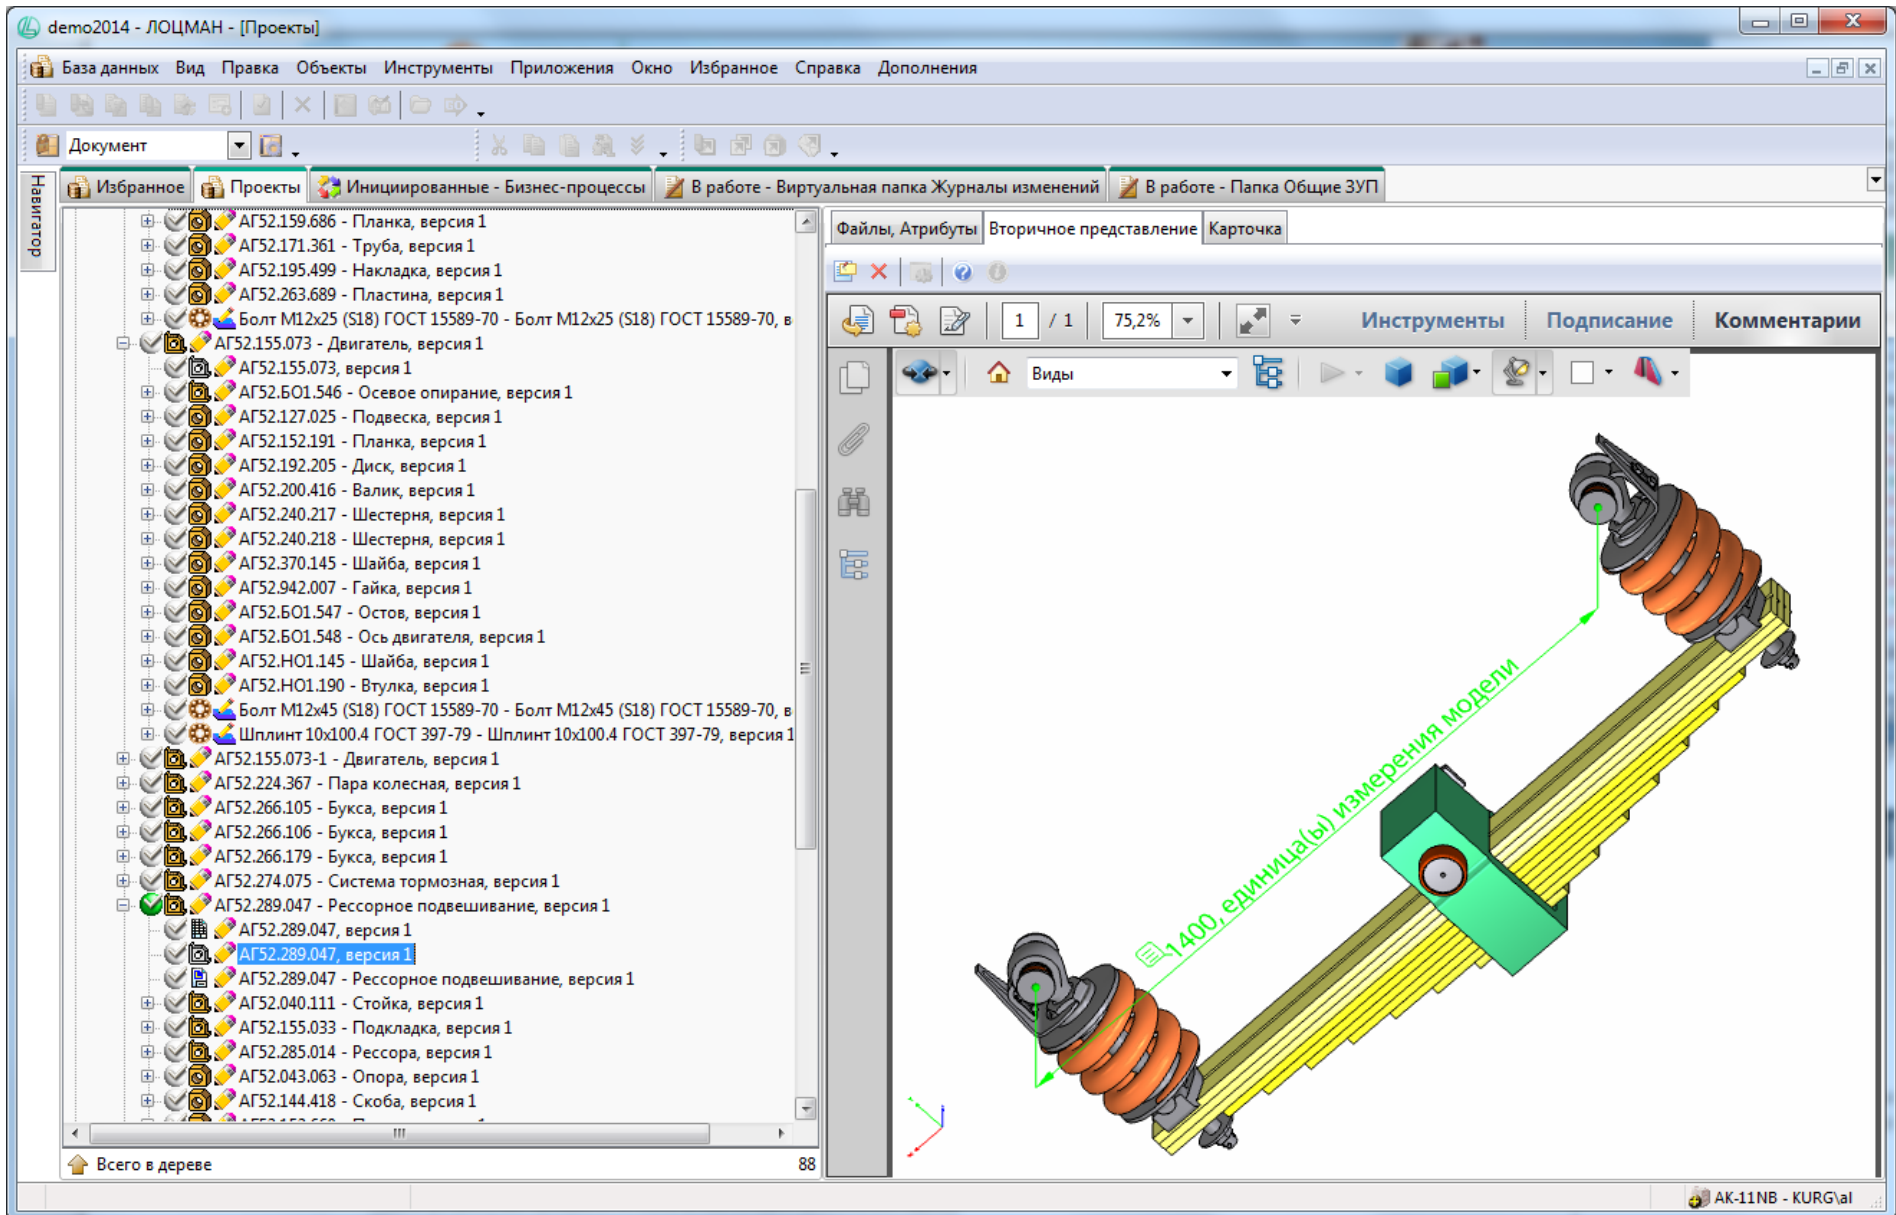 demo2014 - ЛОЦМАН - [Проекты]
База данных Вид Правка Объекты Инструменты Приложения Окно Избранное Справка Дополнения
Документ
Навигатор
Избранное Проекты Инициированные - Бизнес-процессы В работе - Виртуальная папка Журналы изменений В работе - Папка Общие ЗУП
АГ52.159.686 - Планка, версия 1
АГ52.171.361 - Труба, версия 1
АГ52.195.499 - Накладка, версия 1
АГ52.263.689 - Пластина, версия 1
Болт М12х25 (S18) ГОСТ 15589-70 - Болт М12х25 (S18) ГОСТ 15589-70, в
АГ52.155.073 - Двигатель, версия 1
АГ52.155.073, версия 1
АГ52.БО1.546 - Осевое опирание, версия 1
АГ52.127.025 - Подвеска, версия 1
АГ52.152.191 - Планка, версия 1
АГ52.192.205 - Диск, версия 1
АГ52.200.416 - Валик, версия 1
АГ52.240.217 - Шестерня, версия 1
АГ52.240.218 - Шестерня, версия 1
АГ52.370.145 - Шайба, версия 1
АГ52.942.007 - Гайка, версия 1
АГ52.БО1.547 - Остов, версия 1
АГ52.БО1.548 - Ось двигателя, версия 1
АГ52.НО1.145 - Шайба, версия 1
АГ52.НО1.190 - Втулка, версия 1
Болт М12х45 (S18) ГОСТ 15589-70 - Болт М12х45 (S18) ГОСТ 15589-70, в
Шплинт 10х100.4 ГОСТ 397-79 - Шплинт 10х100.4 ГОСТ 397-79, версия 1
АГ52.155.073-1 - Двигатель, версия 1
АГ52.224.367 - Пара колесная, версия 1
АГ52.266.105 - Букса, версия 1
АГ52.266.106 - Букса, версия 1
АГ52.266.179 - Букса, версия 1
АГ52.274.075 - Система тормозная, версия 1
АГ52.289.047 - Рессорное подвешивание, версия 1
АГ52.289.047, версия 1
АГ52.289.047, версия 1
АГ52.289.047 - Рессорное подвешивание, версия 1
АГ52.040.111 - Стойка, версия 1
АГ52.155.033 - Подкладка, версия 1
АГ52.285.014 - Рессора, версия 1
АГ52.043.063 - Опора, версия 1
АГ52.144.418 - Скоба, версия 1
Всего в дереве 88
Файлы, Атрибуты Вторичное представление Карточка
1 / 1 75,2% Инструменты Подписание Комментарии
Виды
1400, единица(ы) измерения модели
AK-11NB - KURG\al